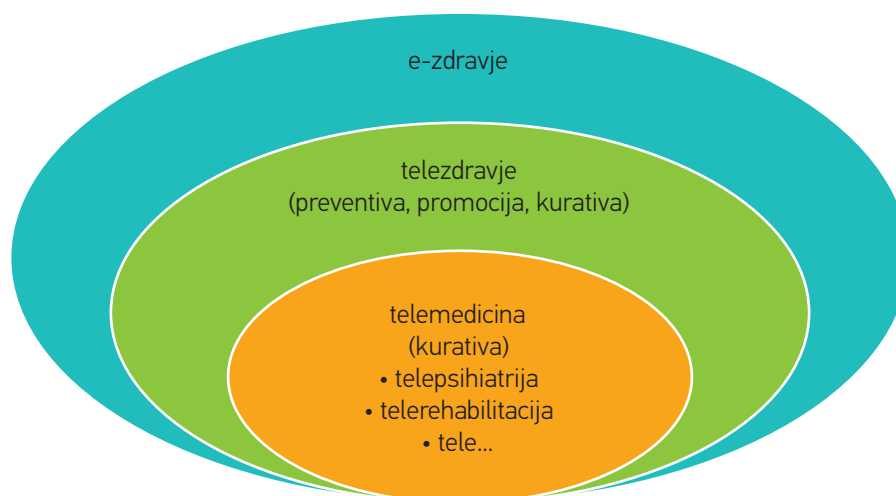 e-zdravje
telezdravje
(preventiva, promocija, kurativa)
telemedicina
(kurativa)
• telepsihiatrija
• telerehabilitacija
• tele...